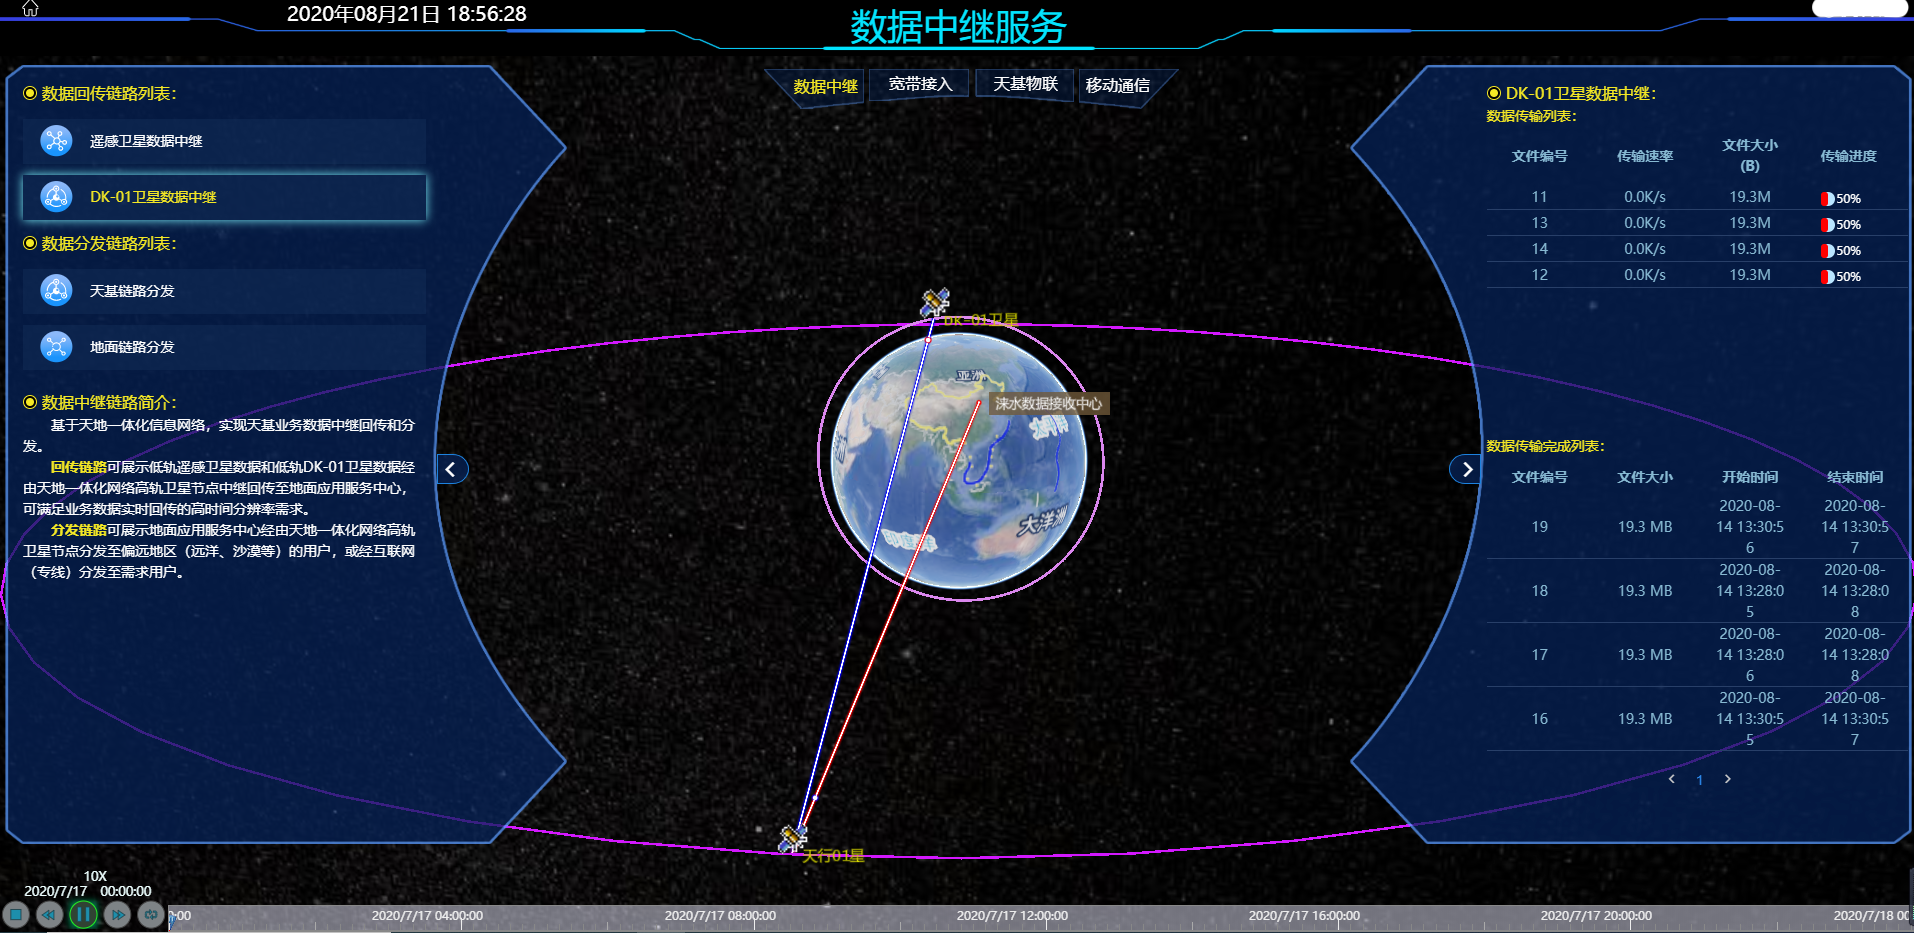 2020年08月21日 18:56:28
数据中继服务
数据中继
宽带接入
天基物联
移动通信
数据回传链路列表：
遥感卫星数据中继
DK-01卫星数据中继
数据分发链路列表：
天基链路分发
地面链路分发
数据中继链路简介：
基于天地一体化信息网络，实现天基业务数据中继回传和分
发。
回传链路可展示低轨遥感卫星数据和低轨DK-01卫星数据经
由天地一体化网络高轨卫星节点中继回传至地面应用服务中心，
可满足业务数据实时回传的高时间分辨率需求。
分发链路可展示地面应用服务中心经由天地一体化网络高轨
卫星节点分发至偏远地区（远洋、沙漠等）的用户，或经互联网
（专线）分发至需求用户。
DK-01卫星
亚洲
涞水数据接收中心
大洋洲
天行01星
DK-01卫星数据中继：
数据传输列表：
文件编号 传输速率 文件大小 传输进度
(B)
11 0.0K/s 19.3M 50%
13 0.0K/s 19.3M 50%
14 0.0K/s 19.3M 50%
12 0.0K/s 19.3M 50%
数据传输完成列表：
文件编号 文件大小 开始时间 结束时间
2020-08- 2020-08-
19 19.3 MB 14 13:30:5 14 13:30:5
6 7
2020-08- 2020-08-
18 19.3 MB 14 13:28:0 14 13:28:0
5 8
2020-08- 2020-08-
17 19.3 MB 14 13:28:0 14 13:28:0
6 8
2020-08- 2020-08-
16 19.3 MB 14 13:30:5 14 13:30:5
5 7
1
10X
2020/7/17 00:00:00
0:00 2020/7/17 04:00:00 2020/7/17 08:00:00 2020/7/17 12:00:00 2020/7/17 16:00:00 2020/7/17 20:00:00 2020/7/18 00